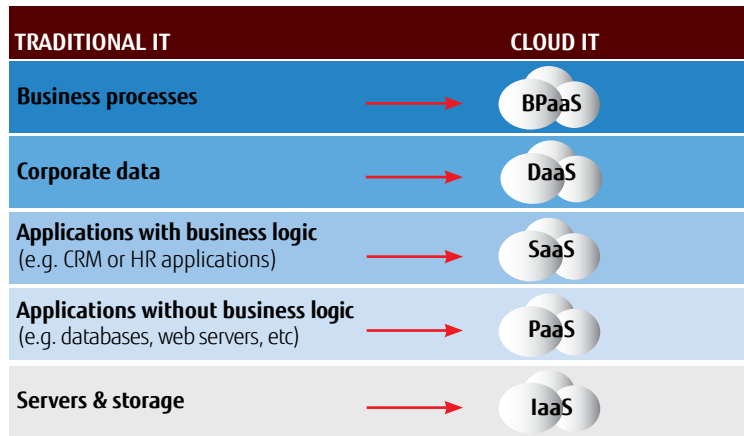 TRADITIONAL IT CLOUD IT
Business processes BPaaS
Corporate data DaaS
Applications with business logic
(e.g. CRM or HR applications) SaaS
Applications without business logic
(e.g. databases, web servers, etc) PaaS
Servers & storage IaaS